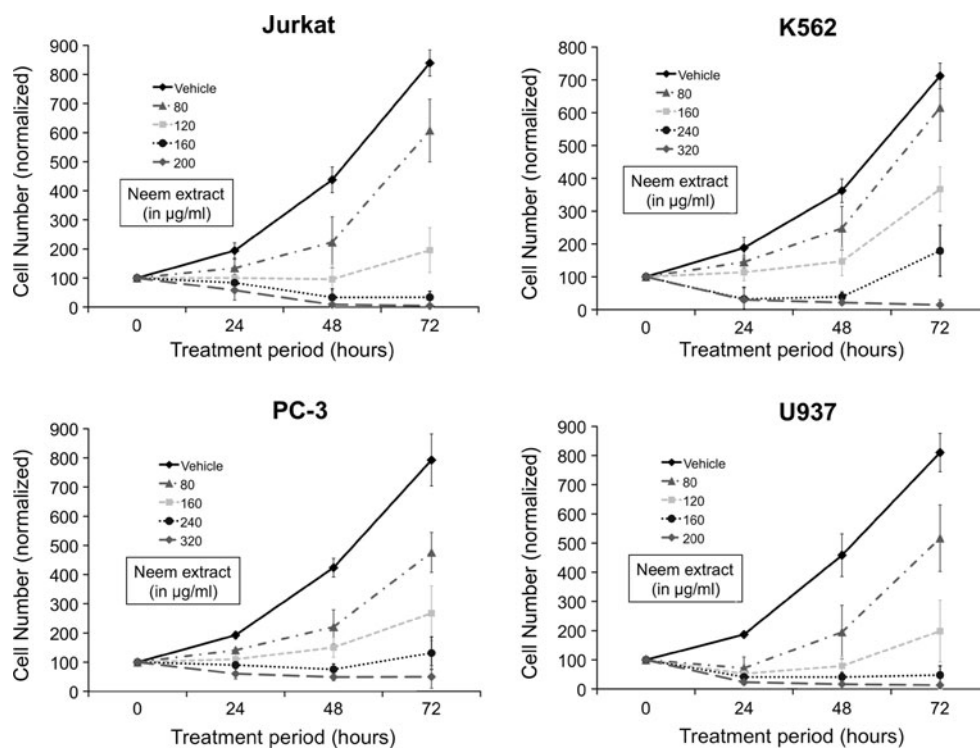 Jurkat
Cell Number (normalized)
900
800
700
600
500
400
300
200
100
0
Vehicle
80
120
160
200
Neem extract
(in µg/ml)
0 24 48 72
Treatment period (hours)
K562
Cell Number (normalized)
800
700
600
500
400
300
200
100
0
Vehicle
80
160
240
320
Neem extract
(in µg/ml)
0 24 48 72
Treatment period (hours)
PC-3
Cell Number (normalized)
900
800
700
600
500
400
300
200
100
0
Vehicle
80
160
240
320
Neem extract
(in µg/ml)
0 24 48 72
Treatment period (hours)
U937
Cell Number (normalized)
900
800
700
600
500
400
300
200
100
0
Vehicle
80
120
160
200
Neem extract
(in µg/ml)
0 24 48 72
Treatment period (hours)